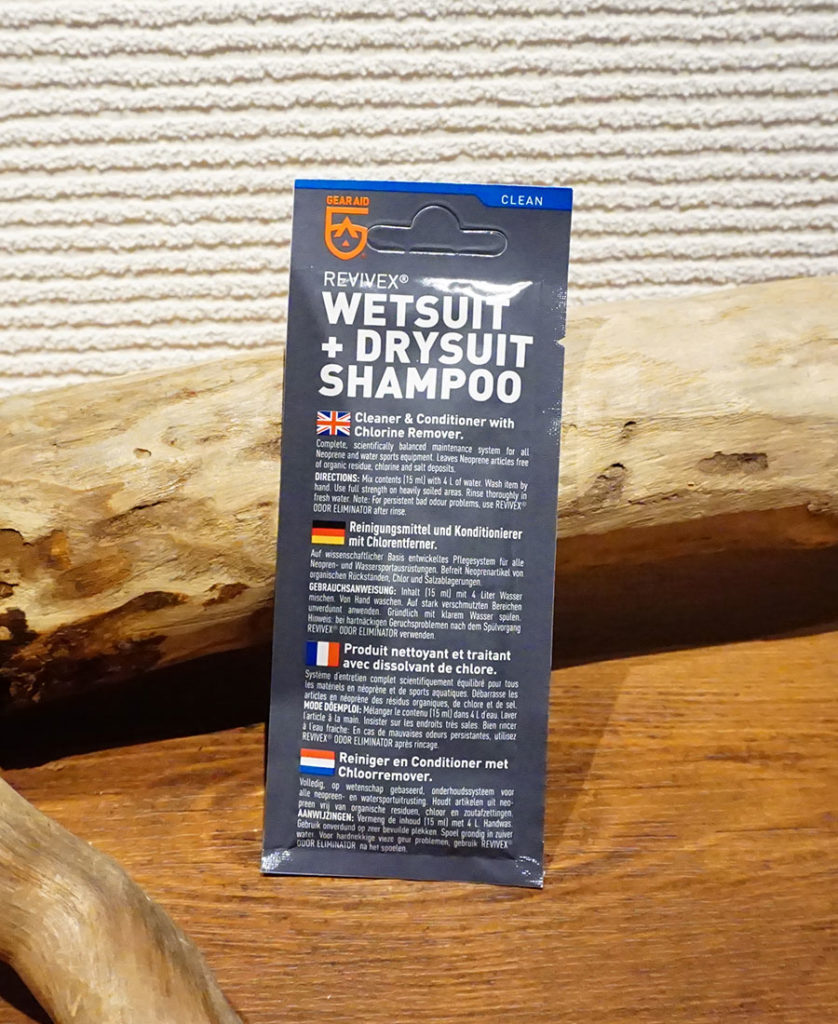 CLEAN
GEAR AID
REVIVEX®
WETSUIT
+ DRYSUIT
SHAMPOO
Cleaner & Conditioner with
Chlorine Remover.
Complete, scientifically balanced maintenance system for all
Neoprene and water sports equipment. Leaves Neoprene articles free
of organic residue, chlorine and salt deposits.
DIRECTIONS: Mix contents (15 ml) with 4 L of water. Wash item by
hand. Use full strength on heavily soiled areas. Rinse thoroughly in
fresh water. Note: For persistent bad odour problems, use REVIVEX®
ODOR ELIMINATOR after rinse.
Reinigungsmittel und Konditionierer
mit Chlorentferner.
Auf wissenschaftlicher Basis entwickeltes Pflegesystem für alle
Neopren- und Wassersportausrüstungen. Befreit Neoprenartikel von
organischen Rückständen, Chlor und Salzablagerungen.
GEBRAUCHSANWEISUNG: Inhalt (15 ml) mit 4 Liter Wasser
mischen. Von Hand waschen. Auf stark verschmutzten Bereichen
unverdünnt anwenden. Gründlich mit klarem Wasser spülen.
Hinweis: bei hartnäckigen Geruchsproblemen nach dem Spülvorgang
REVIVEX® ODOR ELIMINATOR verwenden.
Produit nettoyant et traitant
avec dissolvant de chlore.
Système d'entretien complet scientifiquement équilibré pour tous
les matériels en néoprène et de sports aquatiques. Débarrasse les
articles en néoprène des résidus organiques, de chlore et de sel.
MODE DÖEMPLOI: Mélanger le contenu (15 ml) dans 4 L d'eau. Laver
l'article à la main. Insister sur les endroits très sales. Bien rincer
à l'eau fraîche: En cas de mauvaises odeurs persistantes, utilisez
REVIVEX® ODOR ELIMINATOR après rincage.
Reiniger en Conditioner met
Chloorremover.
Volledig, op wetenschap gebaseerd, onderhoudssysteem voor
alle neopreen- en watersportuitrusting. Houdt artikelen uit neo-
preen vrij van organische residuen, chloor en zoutafzettingen.
AANWIJZINGEN: Vermeng de inhoud (15 ml) met 4 L. Handwas.
Gebruik onverdund op zeer bevuilde plekken. Spoel grondig in zuiver
water. Voor hardnekkige vieze geur problemen, gebruik REVIVEX®
ODOR ELIMINATOR na het spoelen.